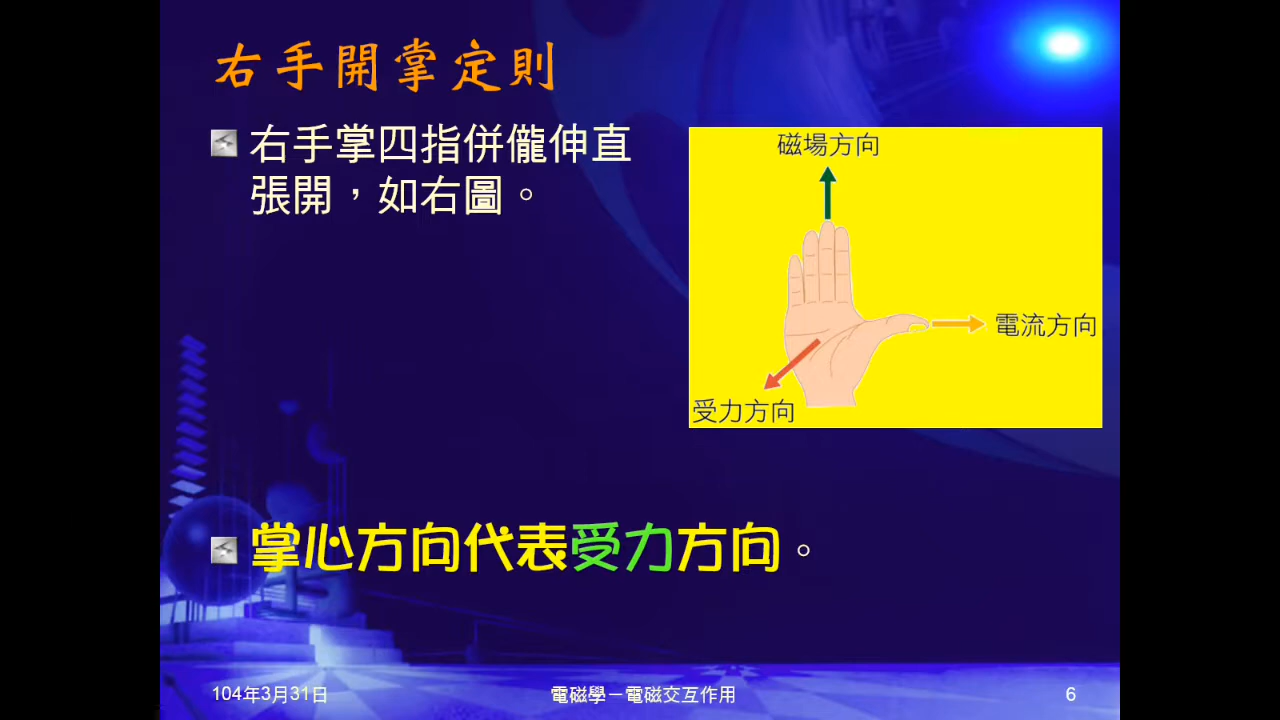 右手開掌定則
右手掌四指併儱伸直
張開，如右圖。
磁場方向
電流方向
受力方向
掌心方向代表受力方向。
104年3月31日
電磁學－電磁交互作用
6